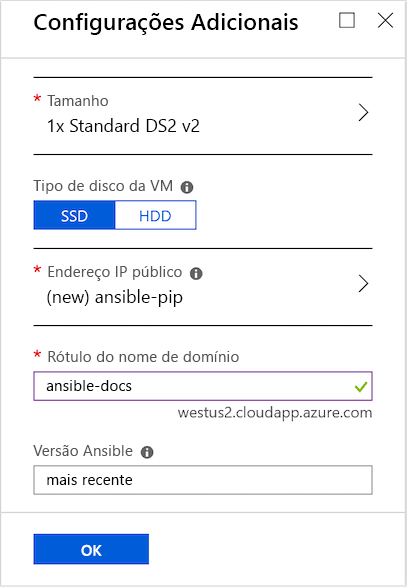 Configurações Adicionais
* Tamanho
1x Standard DS2 v2
Tipo de disco da VM
SSD HDD
* Endereço IP público
(new) ansible-pip
* Rótulo do nome de domínio
ansible-docs
westus2.cloudapp.azure.com
Versão Ansible
mais recente
OK